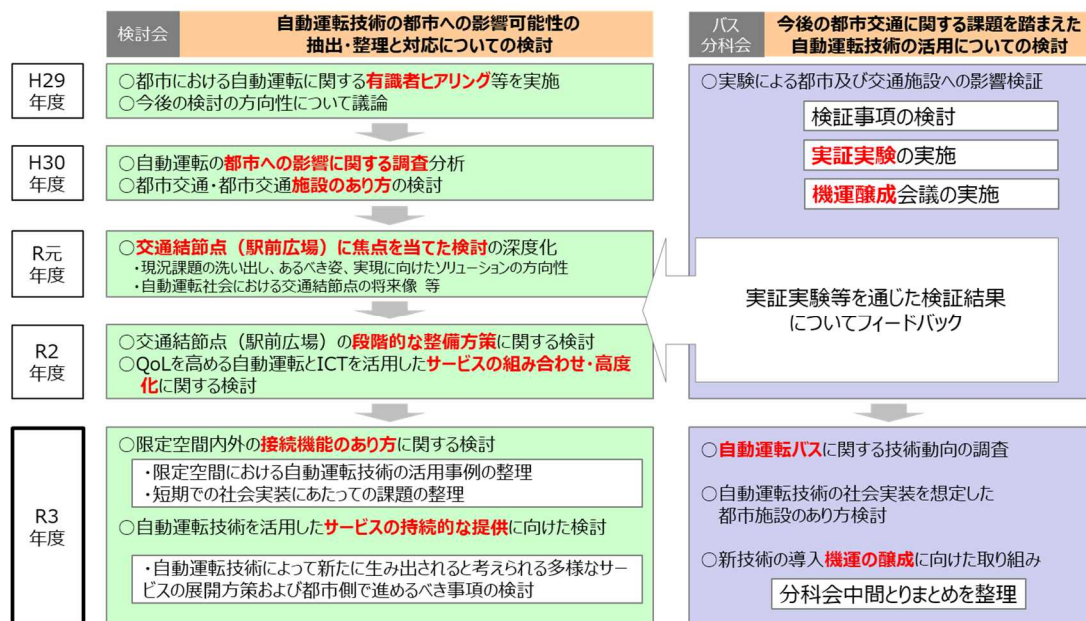 検討会
自動運転技術の都市への影響可能性の
抽出・整理と対応についての検討
H29
年度
○都市における自動運転に関する有識者ヒアリング等を実施
○今後の検討の方向性について議論
H30
年度
○自動運転の都市への影響に関する調査分析
○都市交通・都市交通施設のあり方の検討
R元
年度
○交通結節点（駅前広場）に焦点を当てた検討の深度化
・現況課題の洗い出し、あるべき姿、実現に向けたソリューションの方向性
・自動運転社会における交通結節点の将来像 等
R2
年度
○交通結節点（駅前広場）の段階的な整備方策に関する検討
○QoLを高める自動運転とICTを活用したサービスの組み合わせ・高度
化に関する検討
R3
年度
○限定空間内外の接続機能のあり方に関する検討
・限定空間における自動運転技術の活用事例の整理
・短期での社会実装にあたっての課題の整理
○自動運転技術を活用したサービスの持続的な提供に向けた検討
・自動運転技術によって新たに生み出されると考えられる多様なサー
ビスの展開方策および都市側で進めるべき事項の検討
バス
分科会
今後の都市交通に関する課題を踏まえた
自動運転技術の活用についての検討
○実験による都市及び交通施設への影響検証
検証事項の検討
実証実験の実施
機運醸成会議の実施
実証実験等を通じた検証結果
についてフィードバック
○自動運転バスに関する技術動向の調査
○自動運転技術の社会実装を想定した
都市施設のあり方検討
○新技術の導入機運の醸成に向けた取り組み
分科会中間とりまとめを整理